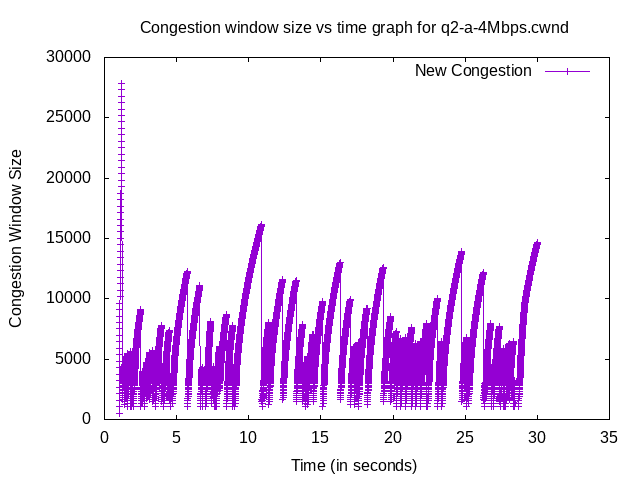 Congestion window size vs time graph for q2-a-4Mbps.cwnd
30000
25000
20000
15000
10000
5000
0
Congestion Window Size
New Congestion
0 5 10 15 20 25 30 35
Time (in seconds)